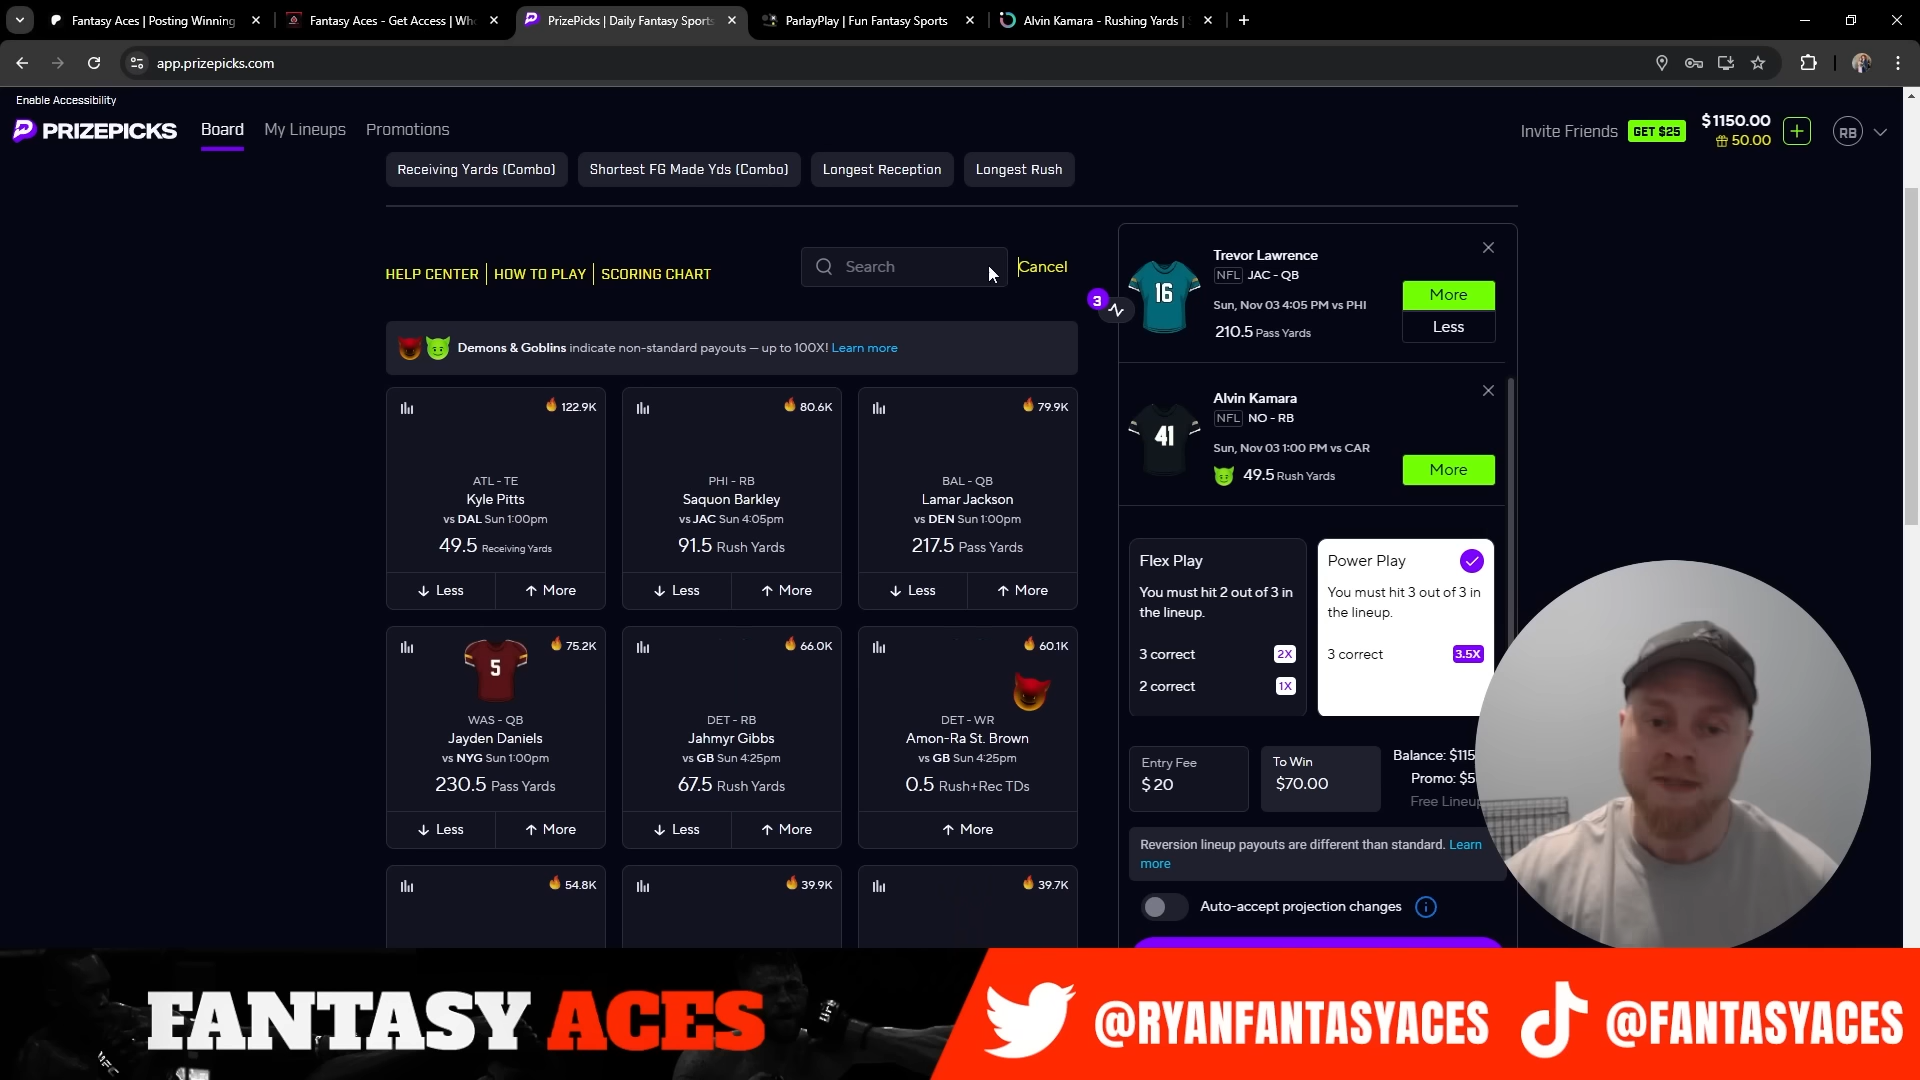 Fantasy Aces | Posting Winning
Fantasy Aces - Get Access | Who
PrizePicks | Daily Fantasy Sports
ParlayPlay | Fun Fantasy Sports
Alvin Kamara - Rushing Yards |
app.prizepicks.com
Enable Accessibility
PRIZEPICKS
Board
My Lineups
Promotions
Invite Friends
GET $25
$1150.00
50.00
RB
Receiving Yards (Combo)
Shortest FG Made Yds (Combo)
Longest Reception
Longest Rush
HELP CENTER
HOW TO PLAY
SCORING CHART
Search
Cancel
Demons & Goblins indicate non-standard payouts — up to 100X! Learn more
122.9K
ATL - TE
Kyle Pitts
vs DAL Sun 1:00pm
49.5 Receiving Yards
Less
More
80.6K
PHI - RB
Saquon Barkley
vs JAC Sun 4:05pm
91.5 Rush Yards
Less
More
79.9K
BAL - QB
Lamar Jackson
vs DEN Sun 1:00pm
217.5 Pass Yards
Less
More
75.2K
5
WAS - QB
Jayden Daniels
vs NYG Sun 1:00pm
230.5 Pass Yards
Less
More
66.0K
DET - RB
Jahmyr Gibbs
vs GB Sun 4:25pm
67.5 Rush Yards
Less
More
60.1K
DET - WR
Amon-Ra St. Brown
vs GB Sun 4:25pm
0.5 Rush+Rec TDs
More
54.8K
39.9K
39.7K
3
16
Trevor Lawrence
NFL JAC - QB
Sun, Nov 03 4:05 PM vs PHI
210.5 Pass Yards
More
Less
41
Alvin Kamara
NFL NO - RB
Sun, Nov 03 1:00 PM vs CAR
49.5 Rush Yards
More
Flex Play
You must hit 2 out of 3 in
the lineup.
3 correct 2X
2 correct 1X
Power Play
You must hit 3 out of 3 in
the lineup.
3 correct 3.5X
Entry Fee
$ 20
To Win
$70.00
Balance: $115
Promo: $5
Free Lineup
Reversion lineup payouts are different than standard. Learn
more
Auto-accept projection changes
FANTASY ACES
@RYANFANTASYACES
@FANTASYACES